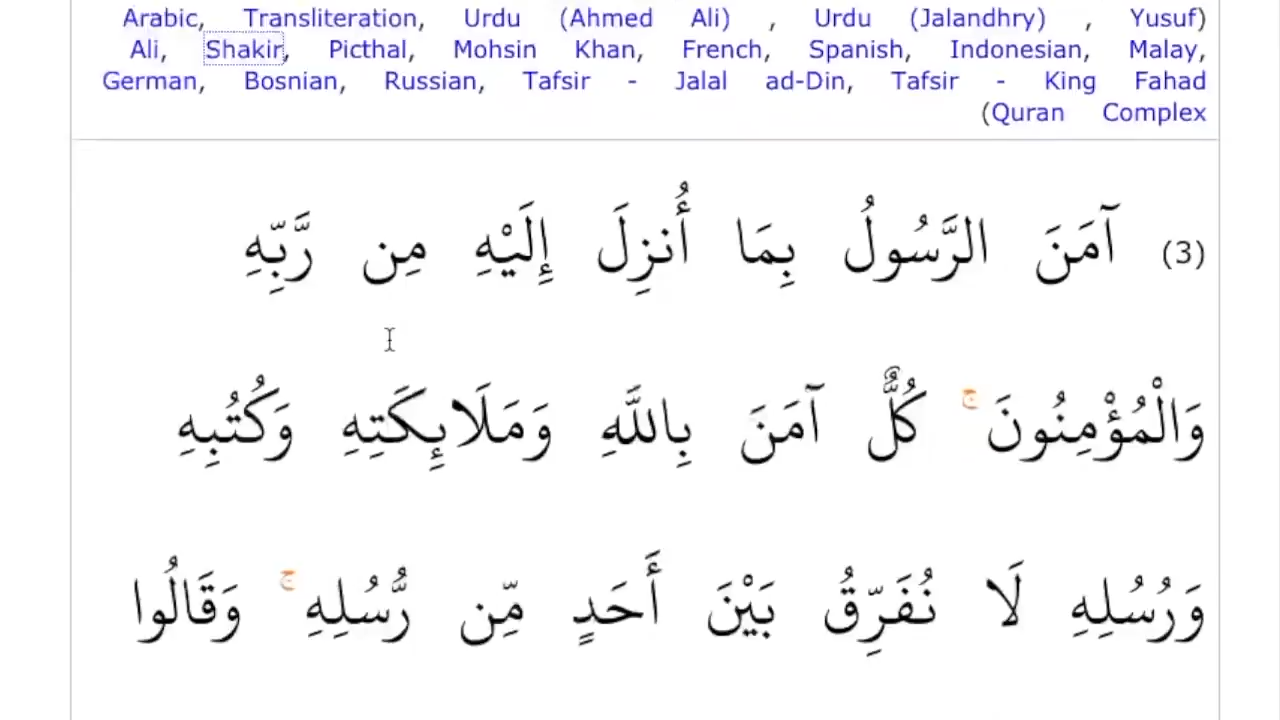 Arabic, Transliteration, Urdu (Ahmed Ali) , Urdu (Jalandhry) , Yusuf)
Ali, Shakir, Picthal, Mohsin Khan, French, Spanish, Indonesian, Malay,
German, Bosnian, Russian, Tafsir - Jalal ad-Din, Tafsir - King Fahad
(Quran Complex
(3) آمَنَ الرَّسُولُ بِمَا أُنزِلَ إِلَيْهِ مِن رَّبِّهِ
وَالْمُؤْمِنُونَ ۚ كُلٌّ آمَنَ بِاللَّهِ وَمَلَائِكَتِهِ وَكُتُبِهِ
وَرُسُلِهِ لَا نُفَرِّقُ بَيْنَ أَحَدٍ مِّن رُّسُلِهِ ۚ وَقَالُوا